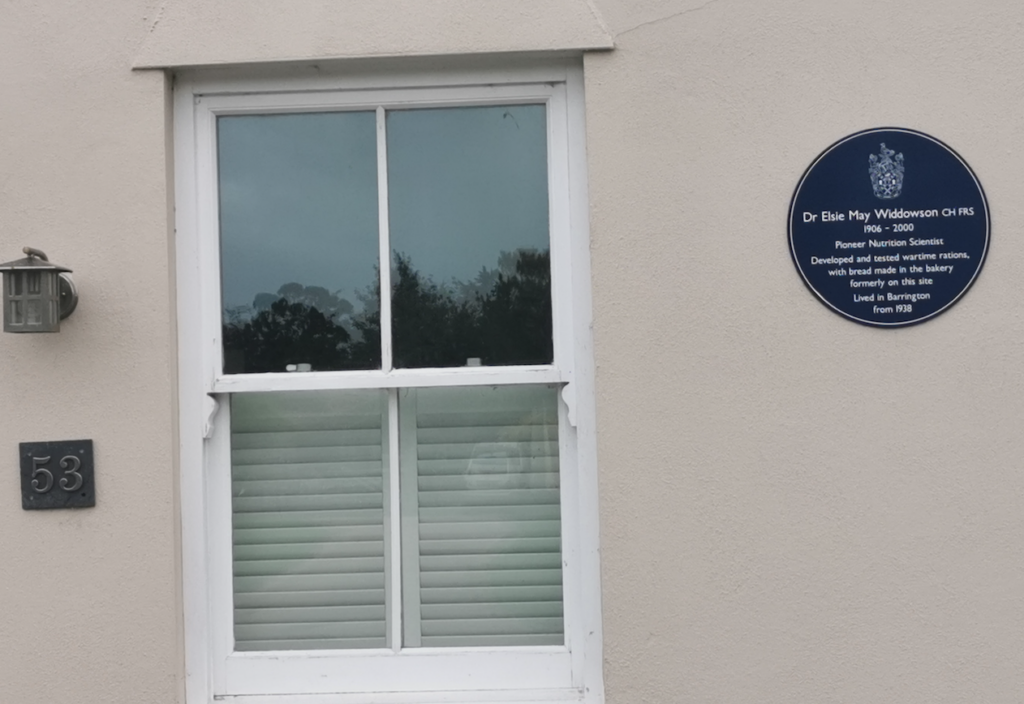 53
Dr Elsie May Widdowson CH FRS
1906 - 2000
Pioneer Nutrition Scientist
Developed and tested wartime rations,
with bread made in the bakery
formerly on this site
Lived in Barrington
from 1938